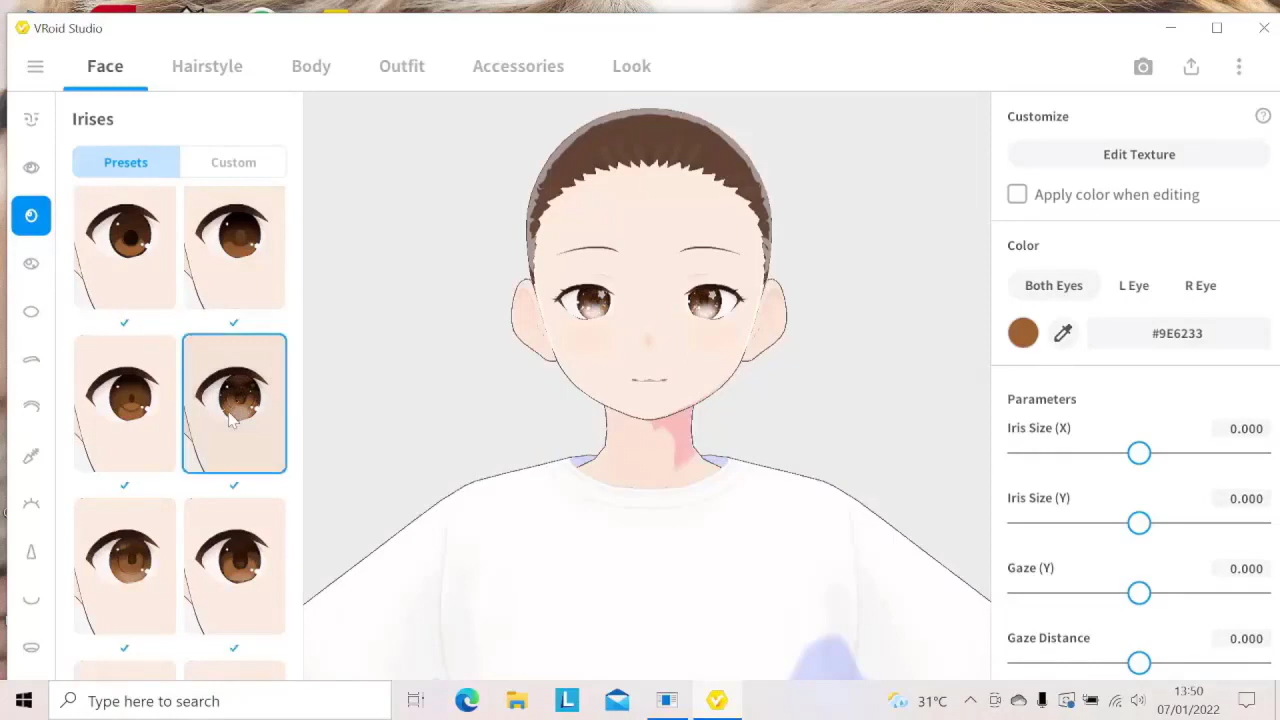 VRoid Studio
Face Hairstyle Body Outfit Accessories Look
Irises
Presets Custom
Customize
Edit Texture
Apply color when editing
Color
Both Eyes L Eye R Eye
#9E6233
Parameters
Iris Size (X) 0.000
Iris Size (Y) 0.000
Gaze (Y) 0.000
Gaze Distance 0.000
Type here to search
L
31°C
13:50
07/01/2022